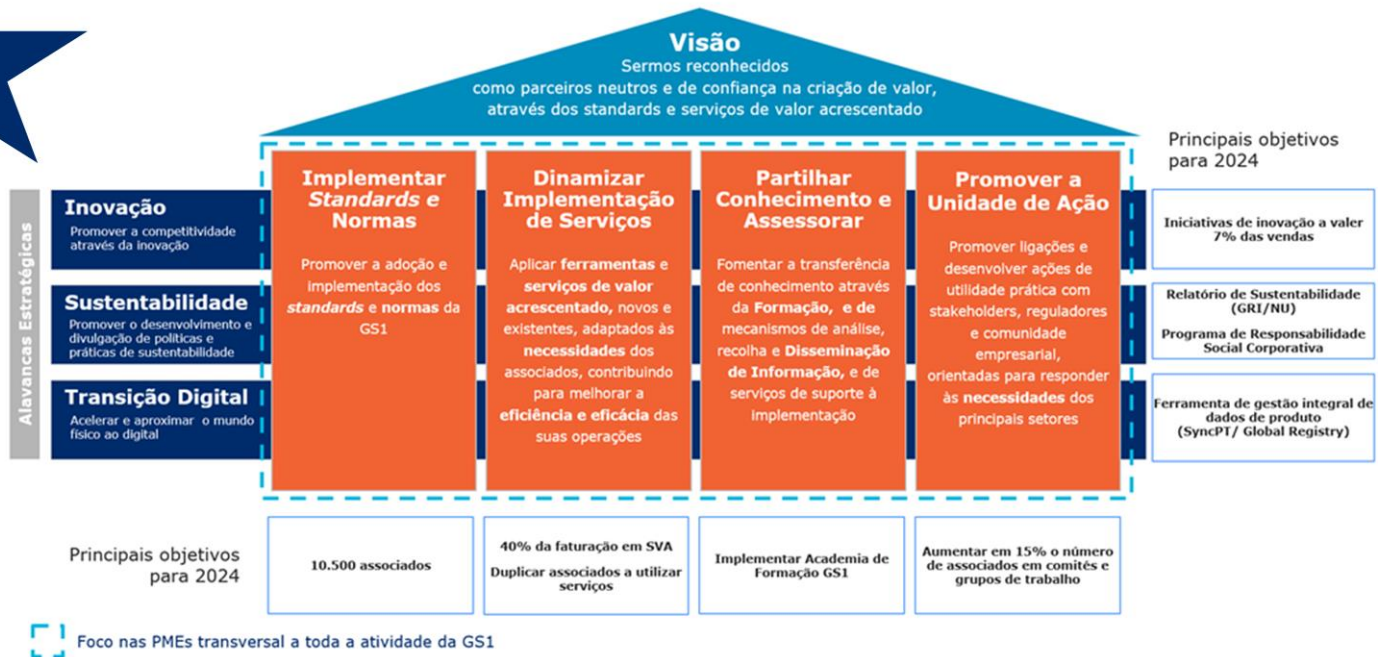 Visão
Sermos reconhecidos
como parceiros neutros e de confiança na criação de valor,
através dos standards e serviços de valor acrescentado
Principais objetivos
para 2024
Alavancas Estratégicas
Inovação
Promover a competitividade
através da inovação
Sustentabilidade
Promover o desenvolvimento e
divulgação de políticas e
práticas de sustentabilidade
Transição Digital
Acelerar e aproximar o mundo
físico ao digital
Implementar
Standards e
Normas
Promover a adoção e
implementação dos
standards e normas da
GS1
Dinamizar
Implementação
de Serviços
Aplicar ferramentas e
serviços de valor
acrescentado, novos e
existentes, adaptados às
necessidades dos
associados, contribuindo
para melhorar a
eficiência e eficácia das
suas operações
Partilhar
Conhecimento e
Assessorar
Fomentar a transferência
de conhecimento através
da Formação, e de
mecanismos de análise,
recolha e Disseminação
de Informação, e de
serviços de suporte à
implementação
Promover a
Unidade de Ação
Promover ligações e
desenvolver ações de
utilidade prática com
stakeholders, reguladores
e comunidade
empresarial,
orientadas para responder
às necessidades dos
principais setores
Iniciativas de inovação a valer
7% das vendas
Relatório de Sustentabilidade
(GRI/NU)
Programa de Responsabilidade
Social Corporativa
Ferramenta de gestão integral de
dados de produto
(SyncPT/ Global Registry)
Principais objetivos
para 2024
10.500 associados
40% da faturação em SVA
Duplicar associados a utilizar
serviços
Implementar Academia de
Formação GS1
Aumentar em 15% o número
de associados em comités e
grupos de trabalho
Foco nas PMEs transversal a toda a atividade da GS1